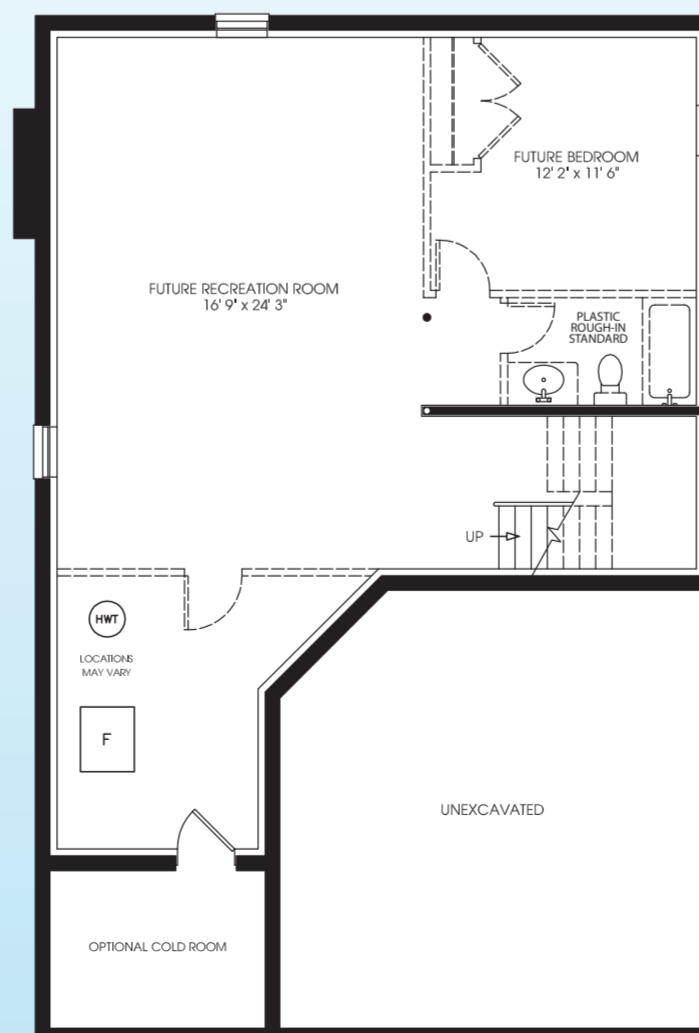 FUTURE BEDROOM
12' 2" x 11' 6"
FUTURE RECREATION ROOM
16' 9" x 24' 3"
PLASTIC
ROUGH-IN
STANDARD
UP
HWT
LOCATIONS
MAY VARY
F
UNEXCAVATED
OPTIONAL COLD ROOM